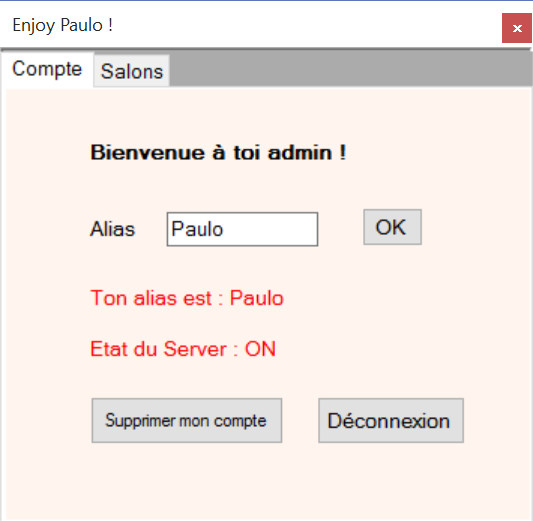 Enjoy Paulo !
Compte Salons
Bienvenue à toi admin !
Alias Paulo OK
Ton alias est : Paulo
Etat du Server : ON
Supprimer mon compte Déconnexion